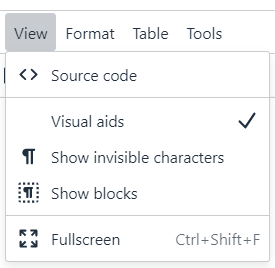 View Format Table Tools
Source code
Visual aids
Show invisible characters
Show blocks
Fullscreen Ctrl+Shift+F